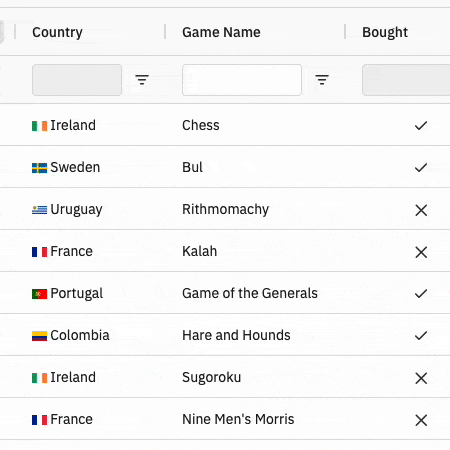 Country Game Name Bought
Ireland Chess
Sweden Bul
Uruguay Rithmomachy
France Kalah
Portugal Game of the Generals
Colombia Hare and Hounds
Ireland Sugoroku
France Nine Men's Morris